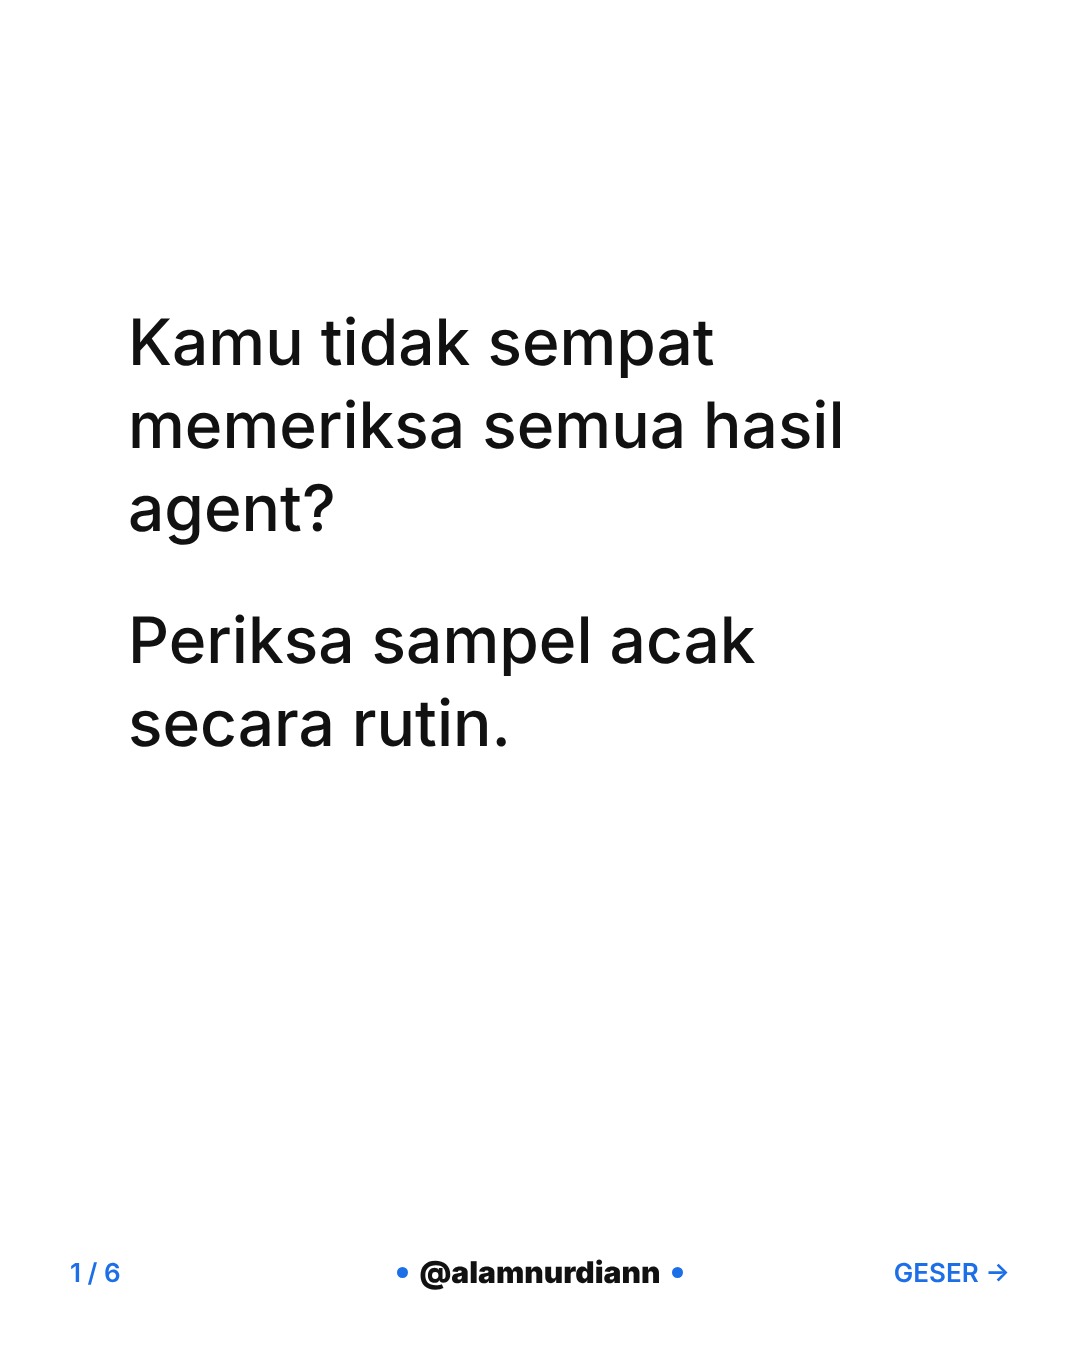 Kamu tidak sempat
memeriksa semua hasil
agent?
Periksa sampel acak
secara rutin.
1 / 6
• @alamnurdiann •
GESER →